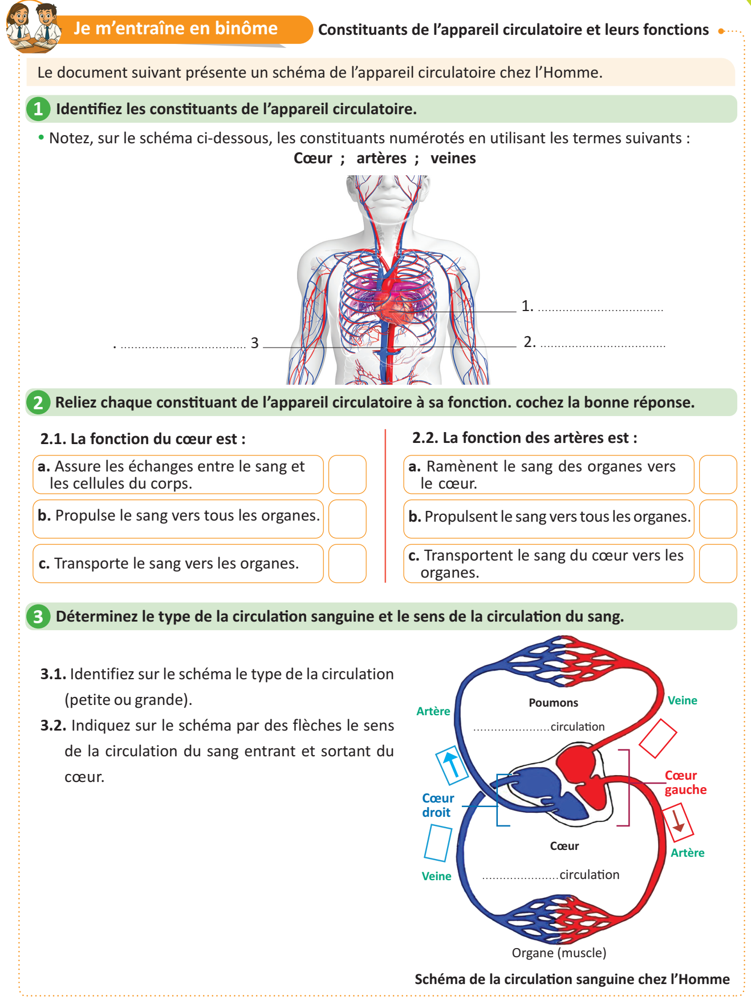 Je m’entraîne en binôme
Constituants de l’appareil circulatoire et leurs fonctions
Le document suivant présente un schéma de l’appareil circulatoire chez l’Homme.
1 Identifiez les constituants de l’appareil circulatoire.
• Notez, sur le schéma ci-dessous, les constituants numérotés en utilisant les termes suivants :
Cœur ; artères ; veines
1. .....................................
. ..................................... 3
2. .....................................
2 Reliez chaque constituant de l’appareil circulatoire à sa fonction. cochez la bonne réponse.
2.1. La fonction du cœur est :
a. Assure les échanges entre le sang et
les cellules du corps.
b. Propulse le sang vers tous les organes.
c. Transporte le sang vers les organes.
2.2. La fonction des artères est :
a. Ramènent le sang des organes vers
le cœur.
b. Propulsent le sang vers tous les organes.
c. Transportent le sang du cœur vers les
organes.
3 Déterminez le type de la circulation sanguine et le sens de la circulation du sang.
3.1. Identifiez sur le schéma le type de la circulation
(petite ou grande).
3.2. Indiquez sur le schéma par des flèches le sens
de la circulation du sang entrant et sortant du
cœur.
Poumons
Veine
Artère
......................circulation
Cœur
gauche
Cœur
droit
Cœur
Artère
Veine
......................circulation
Organe (muscle)
Schéma de la circulation sanguine chez l’Homme